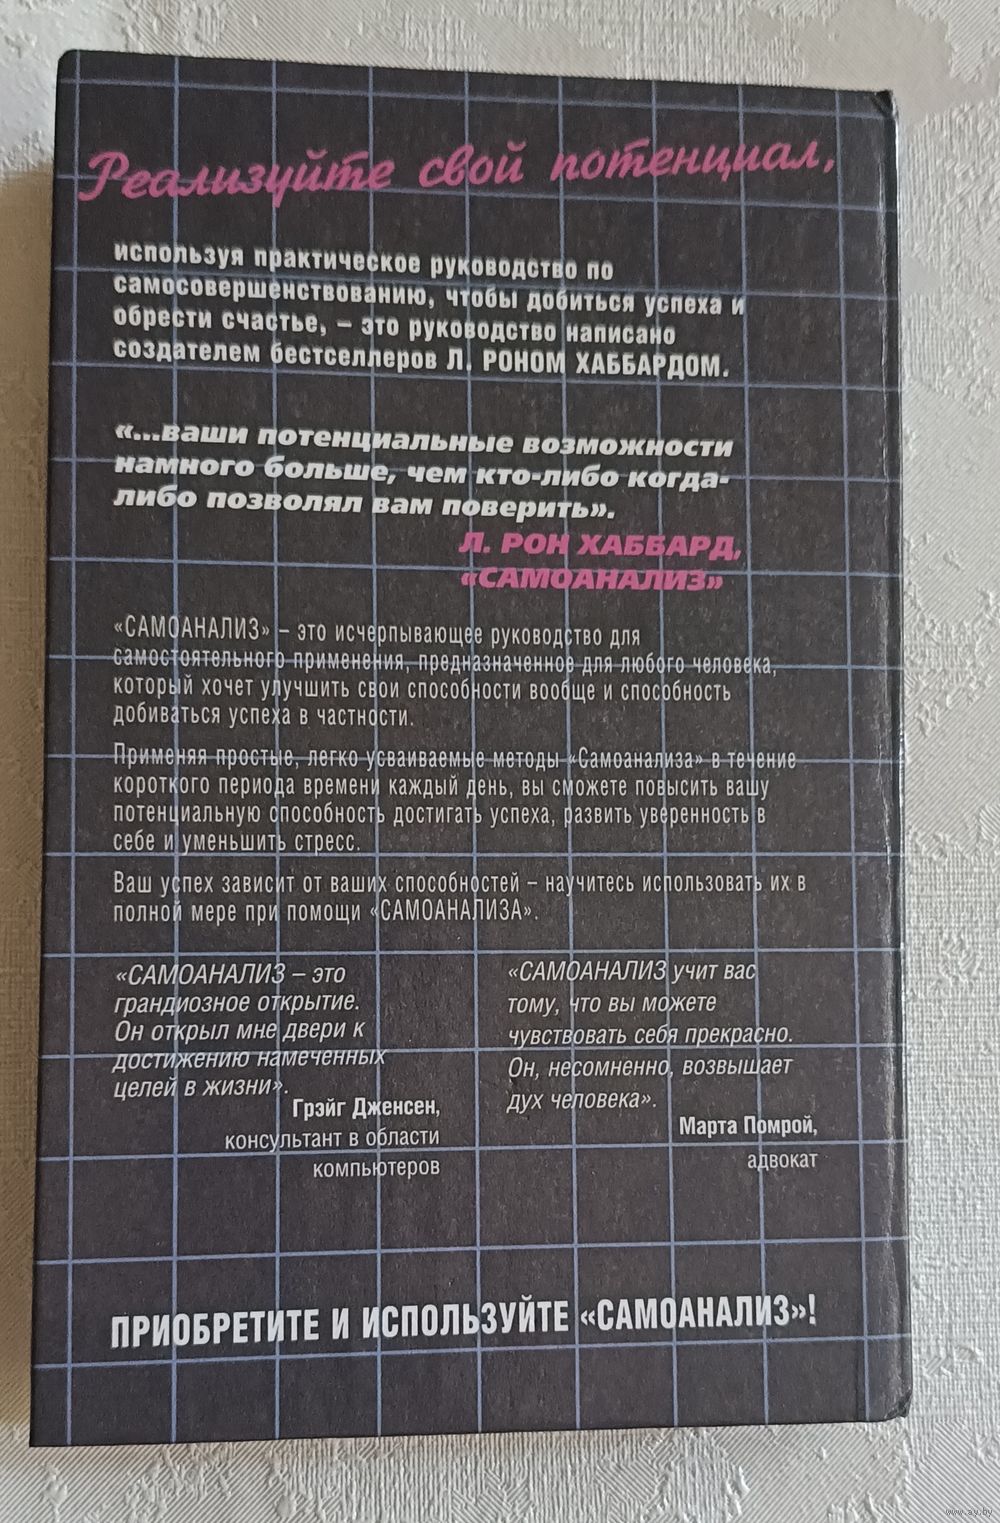 Реализуйте свой потенциал,
используя практическое руководство по
самосовершенствованию, чтобы добиться успеха и
обрести счастье, – это руководство написано
создателем бестселлеров Л. РОНОМ ХАББАРДОМ.
«...ваши потенциальные возможности
намного больше, чем кто-либо когда-
либо позволял вам поверить».
Л. РОН ХАББАРД,
«САМОАНАЛИЗ»
«САМОАНАЛИЗ» – это исчерпывающее руководство для
самостоятельного применения, предназначенное для любого человека,
который хочет улучшить свои способности вообще и способность
добиваться успеха в частности.
Применяя простые, легко усваиваемые методы «Самоанализа» в течение
короткого периода времени каждый день, вы сможете повысить вашу
потенциальную способность достигать успеха, развить уверенность в
себе и уменьшить стресс.
Ваш успех зависит от ваших способностей – научитесь использовать их в
полной мере при помощи «САМОАНАЛИЗА».
«САМОАНАЛИЗ – это
грандиозное открытие.
Он открыл мне двери к
достижению намеченных
целей в жизни».
Грэйг Дженсен,
консультант в области
компьютеров
«САМОАНАЛИЗ учит вас
тому, что вы можете
чувствовать себя прекрасно.
Он, несомненно, возвышает
дух человека».
Марта Помрой,
адвокат
ПРИОБРЕТИТЕ И ИСПОЛЬЗУЙТЕ «САМОАНАЛИЗ»!
www.av.by